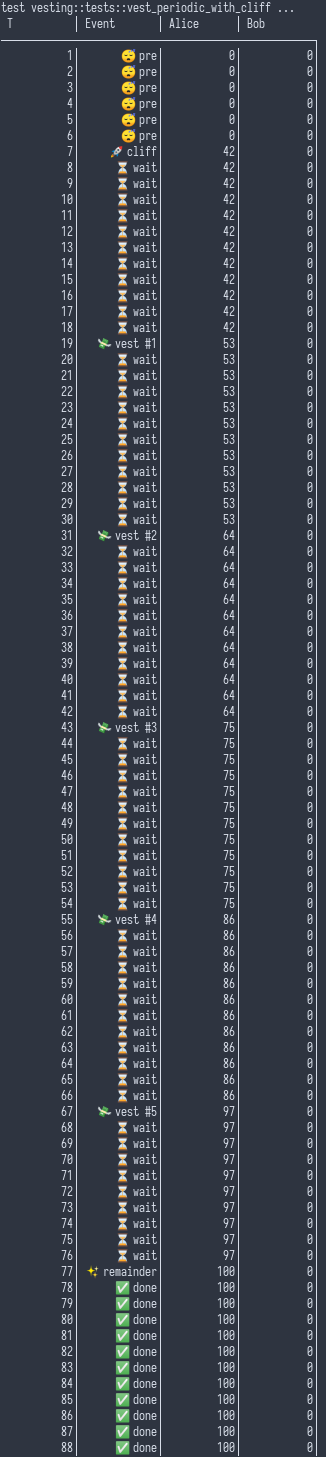 test vesting::tests::vest_periodic_with_cliff ...
T | Event | Alice | Bob
1 | 😴 pre | 0 | 0
2 | 😴 pre | 0 | 0
3 | 😴 pre | 0 | 0
4 | 😴 pre | 0 | 0
5 | 😴 pre | 0 | 0
6 | 😴 pre | 0 | 0
7 | 🚀 cliff | 42 | 0
8 | ⏳ wait | 42 | 0
9 | ⏳ wait | 42 | 0
10 | ⏳ wait | 42 | 0
11 | ⏳ wait | 42 | 0
12 | ⏳ wait | 42 | 0
13 | ⏳ wait | 42 | 0
14 | ⏳ wait | 42 | 0
15 | ⏳ wait | 42 | 0
16 | ⏳ wait | 42 | 0
17 | ⏳ wait | 42 | 0
18 | ⏳ wait | 42 | 0
19 | 💸 vest #1 | 53 | 0
20 | ⏳ wait | 53 | 0
21 | ⏳ wait | 53 | 0
22 | ⏳ wait | 53 | 0
23 | ⏳ wait | 53 | 0
24 | ⏳ wait | 53 | 0
25 | ⏳ wait | 53 | 0
26 | ⏳ wait | 53 | 0
27 | ⏳ wait | 53 | 0
28 | ⏳ wait | 53 | 0
29 | ⏳ wait | 53 | 0
30 | ⏳ wait | 53 | 0
31 | 💸 vest #2 | 64 | 0
32 | ⏳ wait | 64 | 0
33 | ⏳ wait | 64 | 0
34 | ⏳ wait | 64 | 0
35 | ⏳ wait | 64 | 0
36 | ⏳ wait | 64 | 0
37 | ⏳ wait | 64 | 0
38 | ⏳ wait | 64 | 0
39 | ⏳ wait | 64 | 0
40 | ⏳ wait | 64 | 0
41 | ⏳ wait | 64 | 0
42 | ⏳ wait | 64 | 0
43 | 💸 vest #3 | 75 | 0
44 | ⏳ wait | 75 | 0
45 | ⏳ wait | 75 | 0
46 | ⏳ wait | 75 | 0
47 | ⏳ wait | 75 | 0
48 | ⏳ wait | 75 | 0
49 | ⏳ wait | 75 | 0
50 | ⏳ wait | 75 | 0
51 | ⏳ wait | 75 | 0
52 | ⏳ wait | 75 | 0
53 | ⏳ wait | 75 | 0
54 | ⏳ wait | 75 | 0
55 | 💸 vest #4 | 86 | 0
56 | ⏳ wait | 86 | 0
57 | ⏳ wait | 86 | 0
58 | ⏳ wait | 86 | 0
59 | ⏳ wait | 86 | 0
60 | ⏳ wait | 86 | 0
61 | ⏳ wait | 86 | 0
62 | ⏳ wait | 86 | 0
63 | ⏳ wait | 86 | 0
64 | ⏳ wait | 86 | 0
65 | ⏳ wait | 86 | 0
66 | ⏳ wait | 86 | 0
67 | 💸 vest #5 | 97 | 0
68 | ⏳ wait | 97 | 0
69 | ⏳ wait | 97 | 0
70 | ⏳ wait | 97 | 0
71 | ⏳ wait | 97 | 0
72 | ⏳ wait | 97 | 0
73 | ⏳ wait | 97 | 0
74 | ⏳ wait | 97 | 0
75 | ⏳ wait | 97 | 0
76 | ⏳ wait | 97 | 0
77 | ✨ remainder | 100 | 0
78 | ✅ done | 100 | 0
79 | ✅ done | 100 | 0
80 | ✅ done | 100 | 0
81 | ✅ done | 100 | 0
82 | ✅ done | 100 | 0
83 | ✅ done | 100 | 0
84 | ✅ done | 100 | 0
85 | ✅ done | 100 | 0
86 | ✅ done | 100 | 0
87 | ✅ done | 100 | 0
88 | ✅ done | 100 | 0